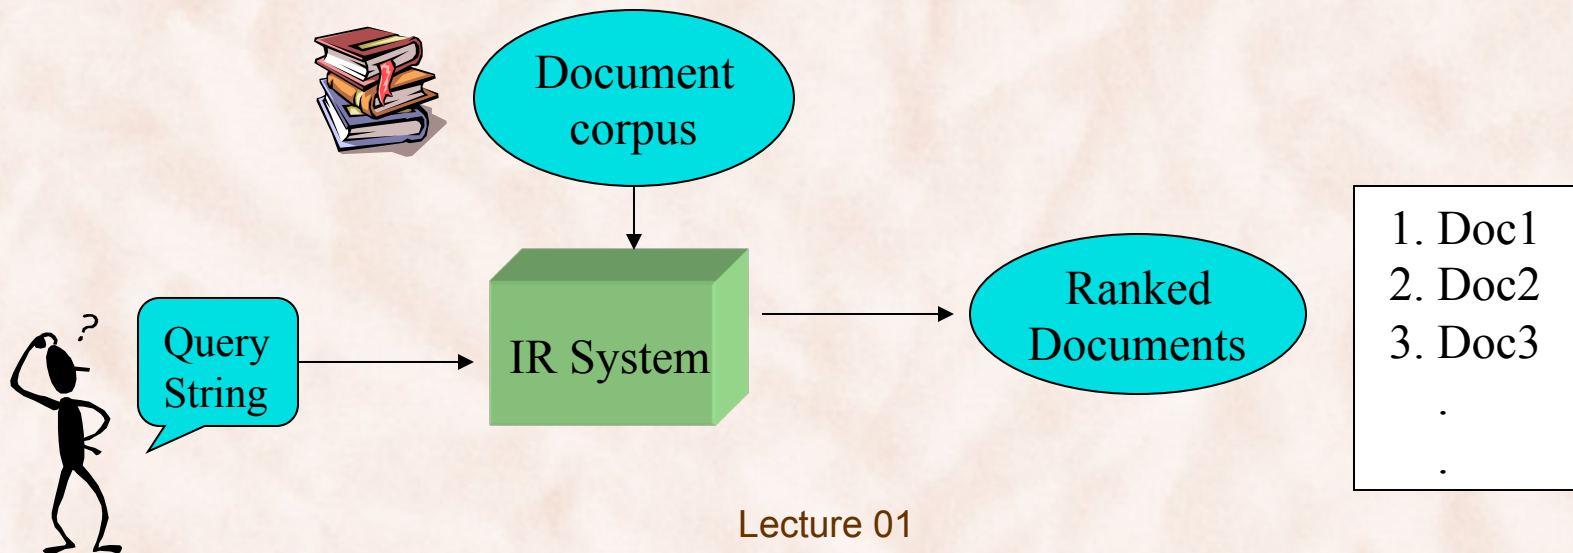 Document
corpus
?
Query
String
IR System
Ranked
Documents
1. Doc1
2. Doc2
3. Doc3
.
.
Lecture 01